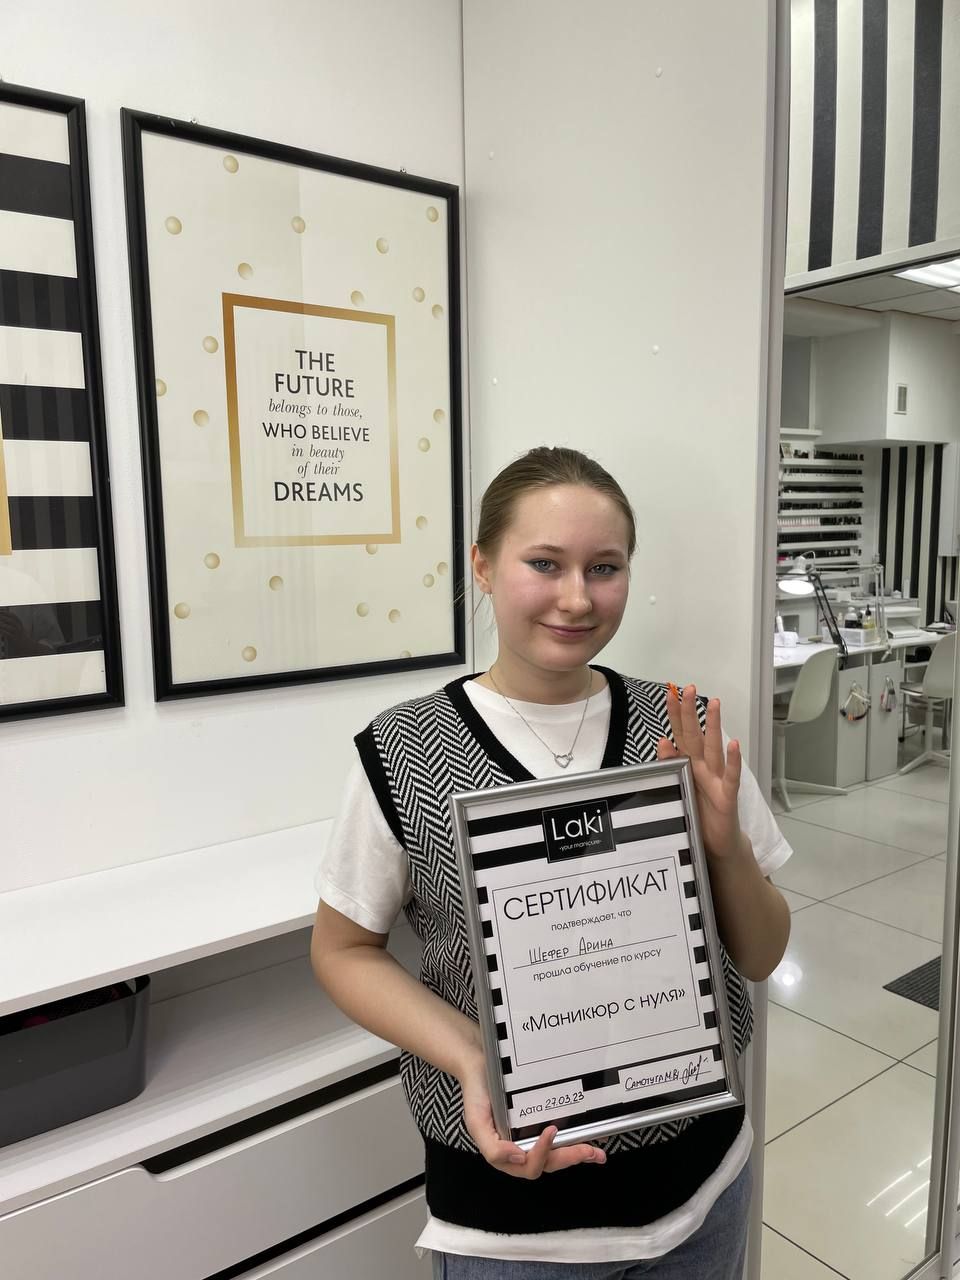 THE
FUTURE
belongs to those,
WHO BELIEVE
in beauty
of their
DREAMS
Laki
-your manicure-
СЕРТИФИКАТ
подтверждает, что
Шефер Арина
прошла обучение по курсу
«Маникюр с нуля»
дата 27.03.23
Самотуга М.В